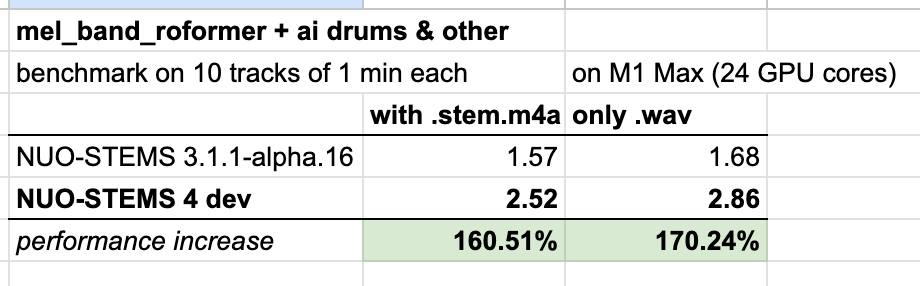 mel_band_roformer + ai drums & other
benchmark on 10 tracks of 1 min each on M1 Max (24 GPU cores)
with .stem.m4a only .wav
NUO-STEMS 3.1.1-alpha.16 1.57 1.68
NUO-STEMS 4 dev 2.52 2.86
performance increase 160.51% 170.24%